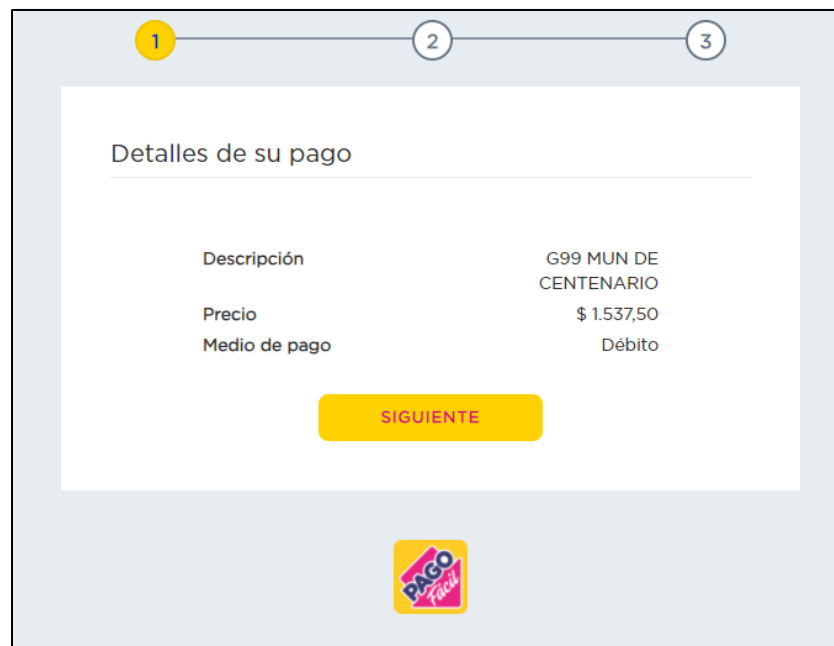 1 2 3
Detalles de su pago
Descripción G99 MUN DE
CENTENARIO
Precio $ 1.537,50
Medio de pago Débito
SIGUIENTE
PAGO
Fácil